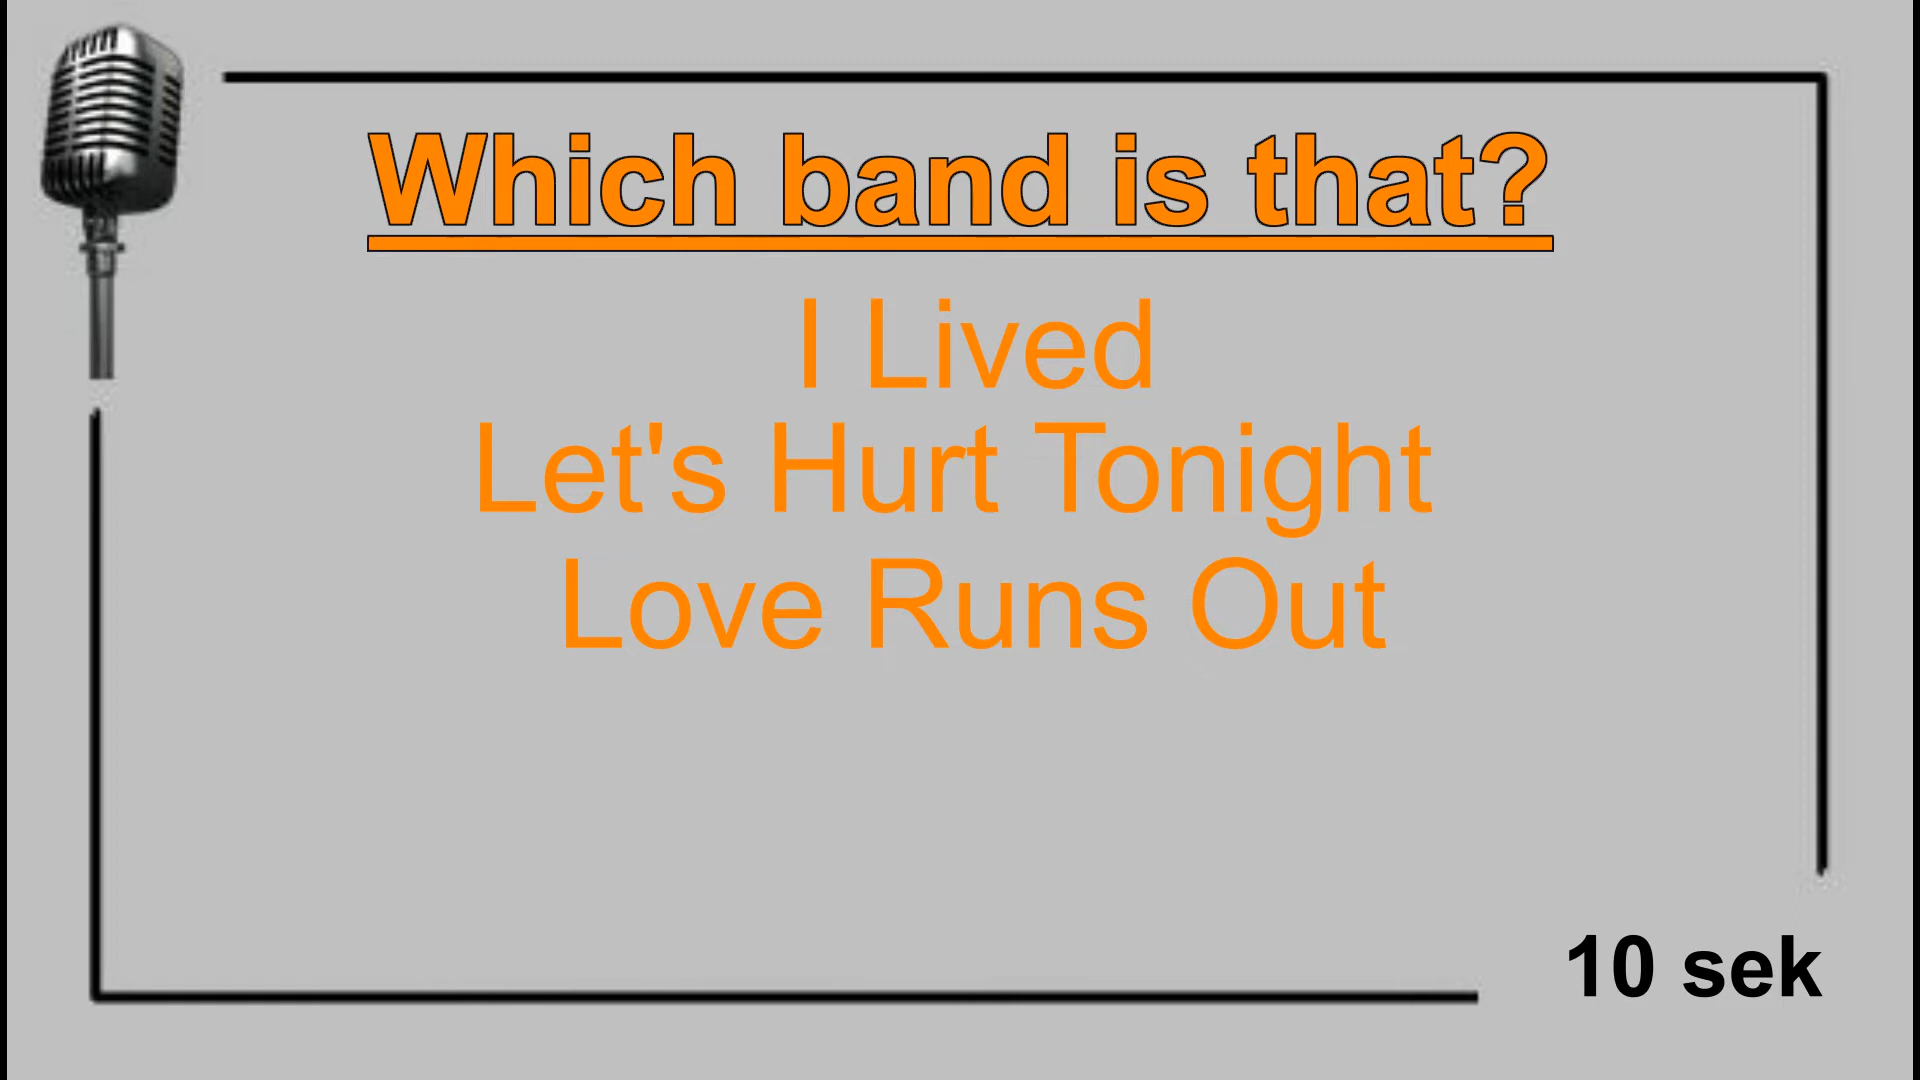 Which band is that?
I Lived
Let's Hurt Tonight
Love Runs Out
10 sek